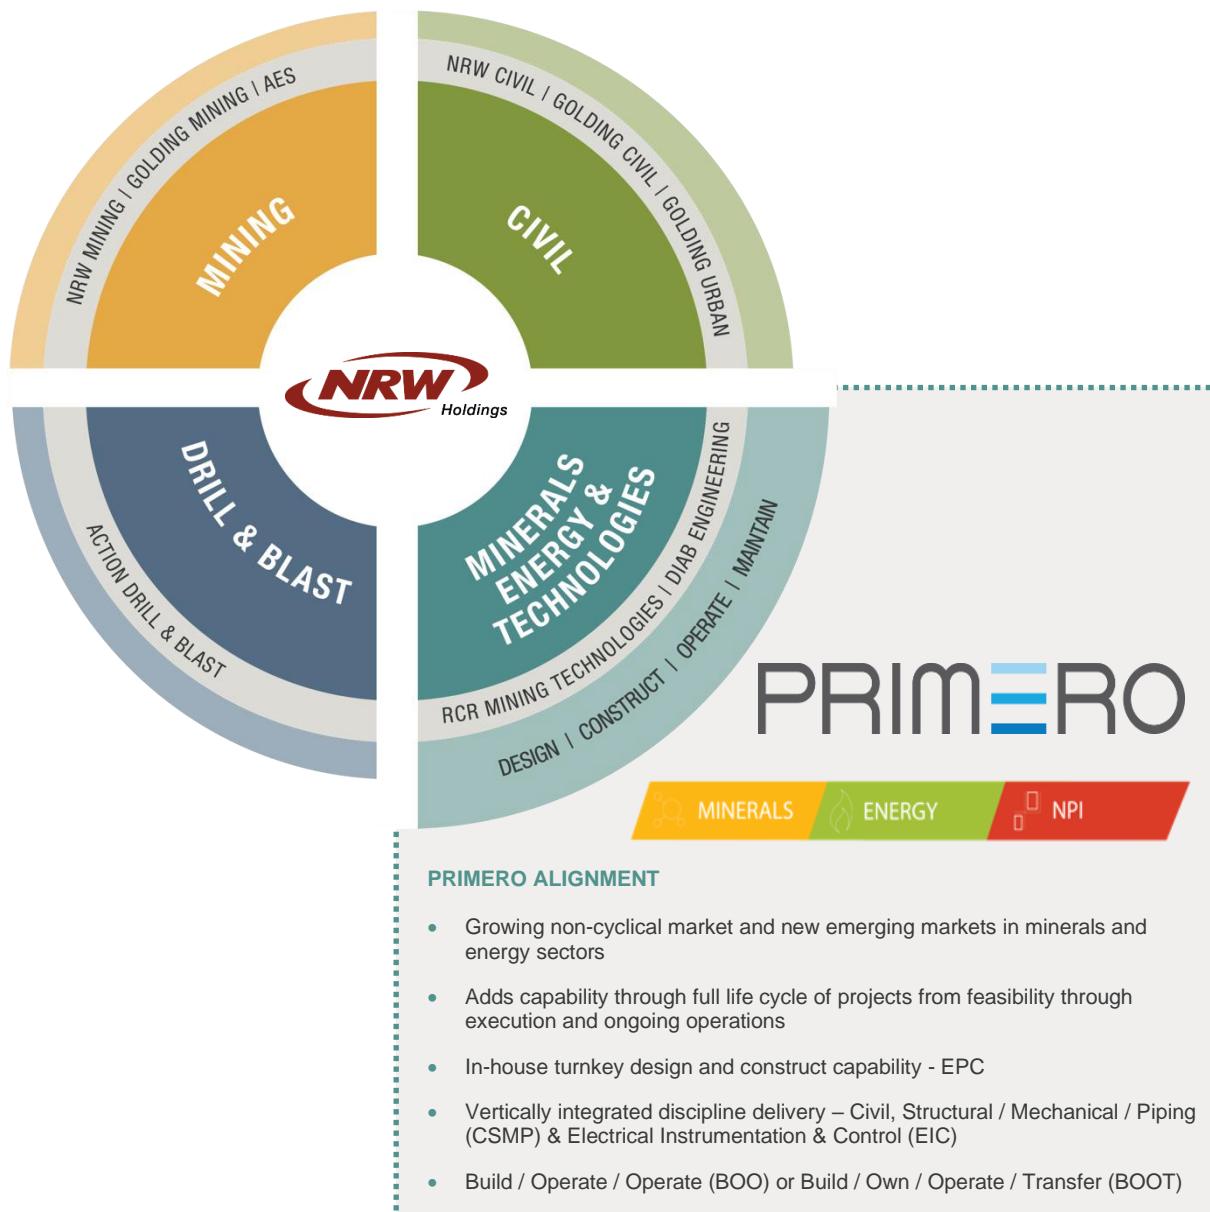 NRW MINING | GOLDING MINING | AES
MINING
NRW CIVIL | GOLDING CIVIL | GOLDING URBAN
CIVIL
NRW
Holdings
DRILL & BLAST
ACTION DRILL & BLAST
MINERALS
ENERGY &
TECHNOLOGIES
RCR MINING TECHNOLOGIES | DIAB ENGINEERING
DESIGN | CONSTRUCT | OPERATE | MAINTAIN
PRIMERO
MINERALS
ENERGY
NPI
PRIMERO ALIGNMENT
• Growing non-cyclical market and new emerging markets in minerals and
energy sectors
• Adds capability through full life cycle of projects from feasibility through
execution and ongoing operations
• In-house turnkey design and construct capability - EPC
• Vertically integrated discipline delivery – Civil, Structural / Mechanical / Piping
(CSMP) & Electrical Instrumentation & Control (EIC)
• Build / Operate / Operate (BOO) or Build / Own / Operate / Transfer (BOOT)